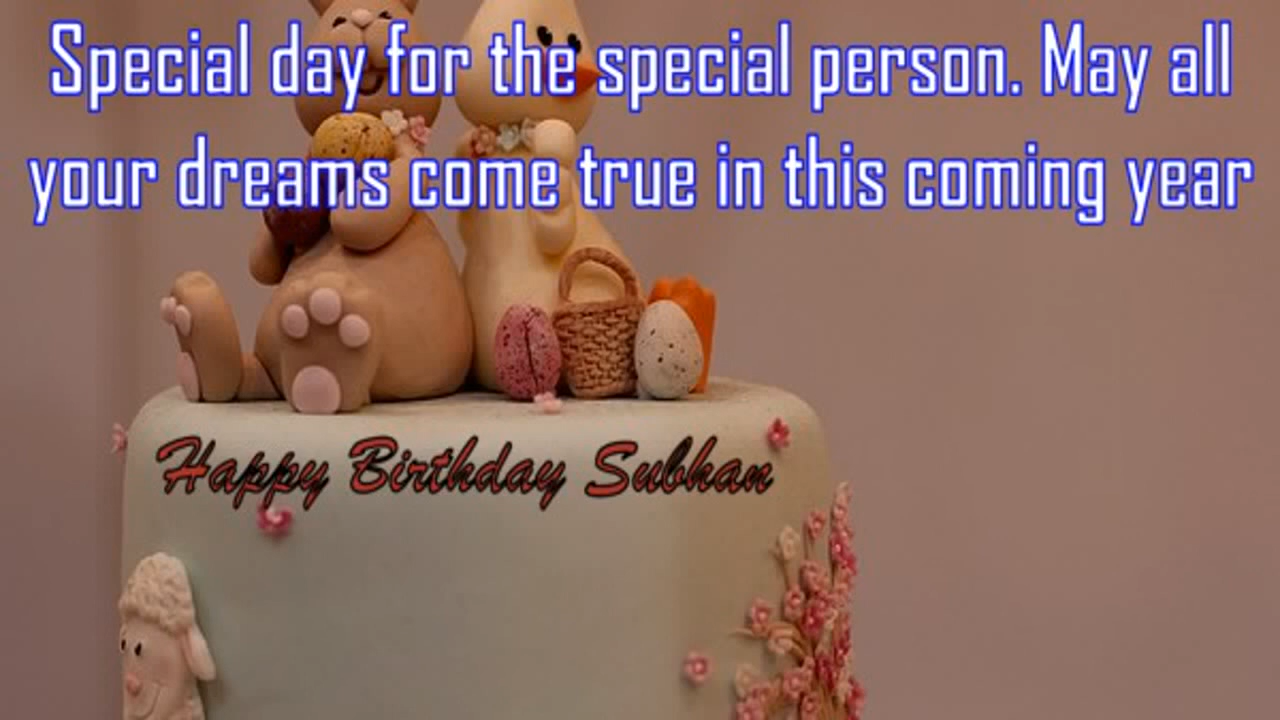 Special day for the special person. May all
your dreams come true in this coming year
Happy Birthday Subhan